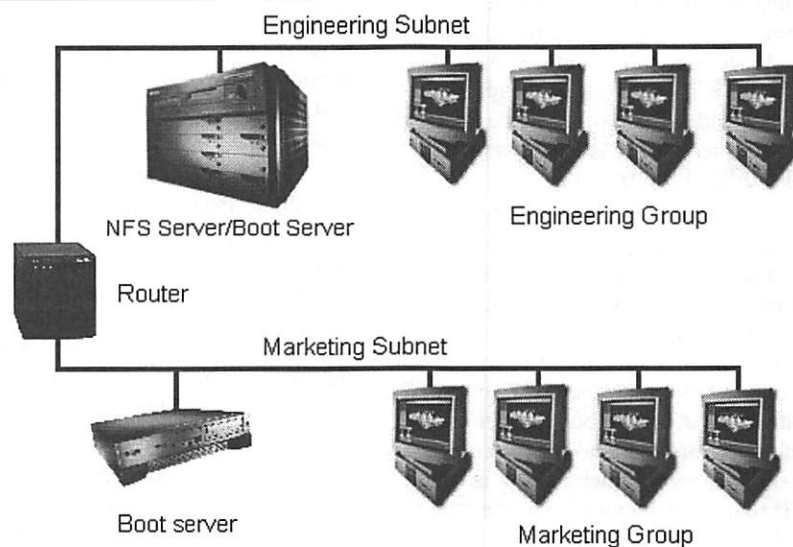 Engineering Subnet
NFS Server/Boot Server
Engineering Group
Router
Marketing Subnet
Boot server
Marketing Group